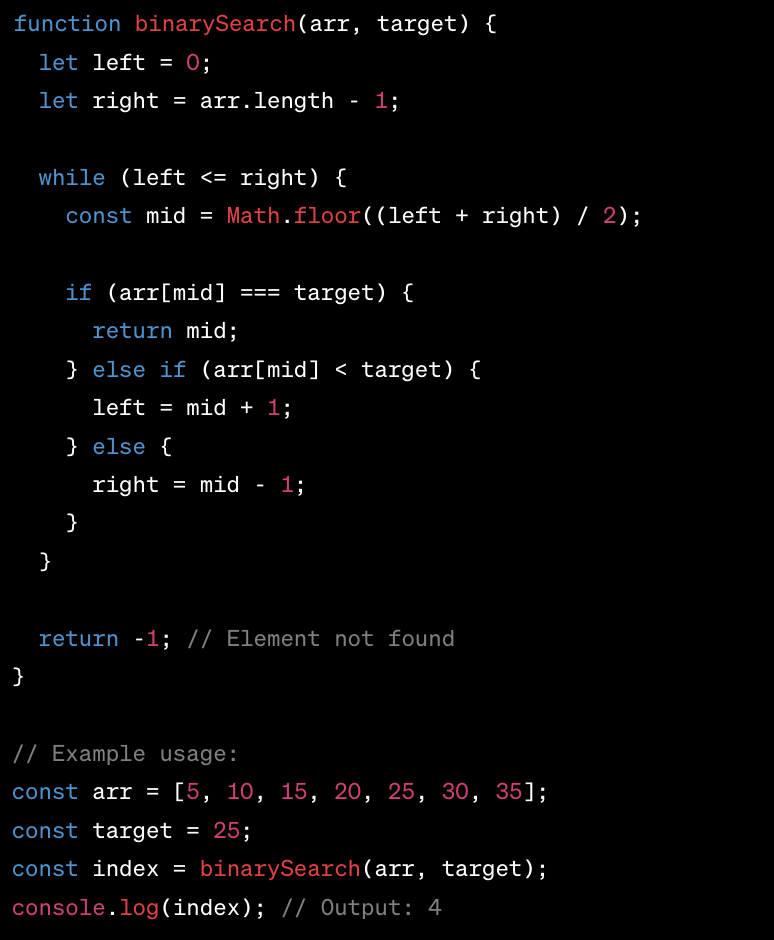 function binarySearch(arr, target) {
  let left = 0;
  let right = arr.length - 1;

  while (left <= right) {
    const mid = Math.floor((left + right) / 2);

    if (arr[mid] === target) {
      return mid;
    } else if (arr[mid] < target) {
      left = mid + 1;
    } else {
      right = mid - 1;
    }
  }

  return -1; // Element not found
}

// Example usage:
const arr = [5, 10, 15, 20, 25, 30, 35];
const target = 25;
const index = binarySearch(arr, target);
console.log(index); // Output: 4